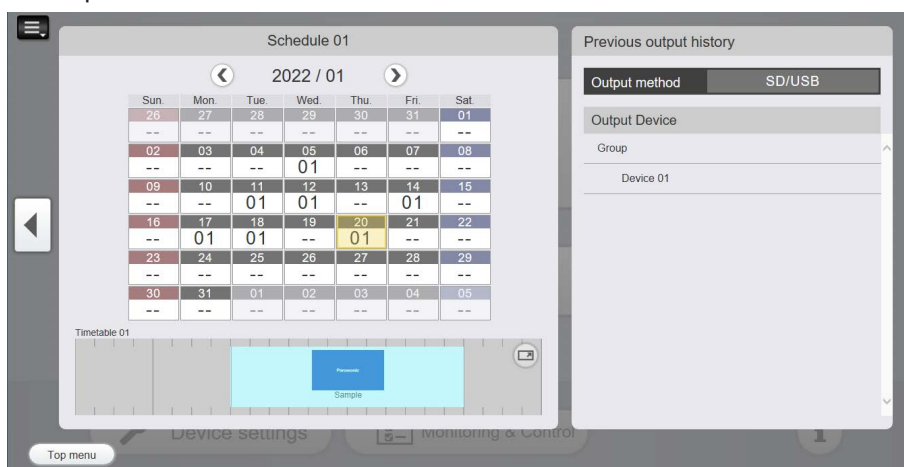 Schedule 01
2022 / 01
Sun. Mon. Tue. Wed. Thu. Fri. Sat.
26 27 28 29 30 31 01
-- -- -- -- -- -- --
02 03 04 05 06 07 08
-- -- -- 01 -- -- --
09 10 11 12 13 14 15
-- -- 01 01 -- 01 --
16 17 18 19 20 21 22
-- 01 01 -- 01 -- --
23 24 25 26 27 28 29
-- -- -- -- -- -- --
30 31 01 02 03 04 05
-- -- -- -- -- -- --
Timetable 01
Panasonic
Sample
Previous output history
Output method SD/USB
Output Device
Group
Device 01
Device settings
Monitoring & Control
Top menu